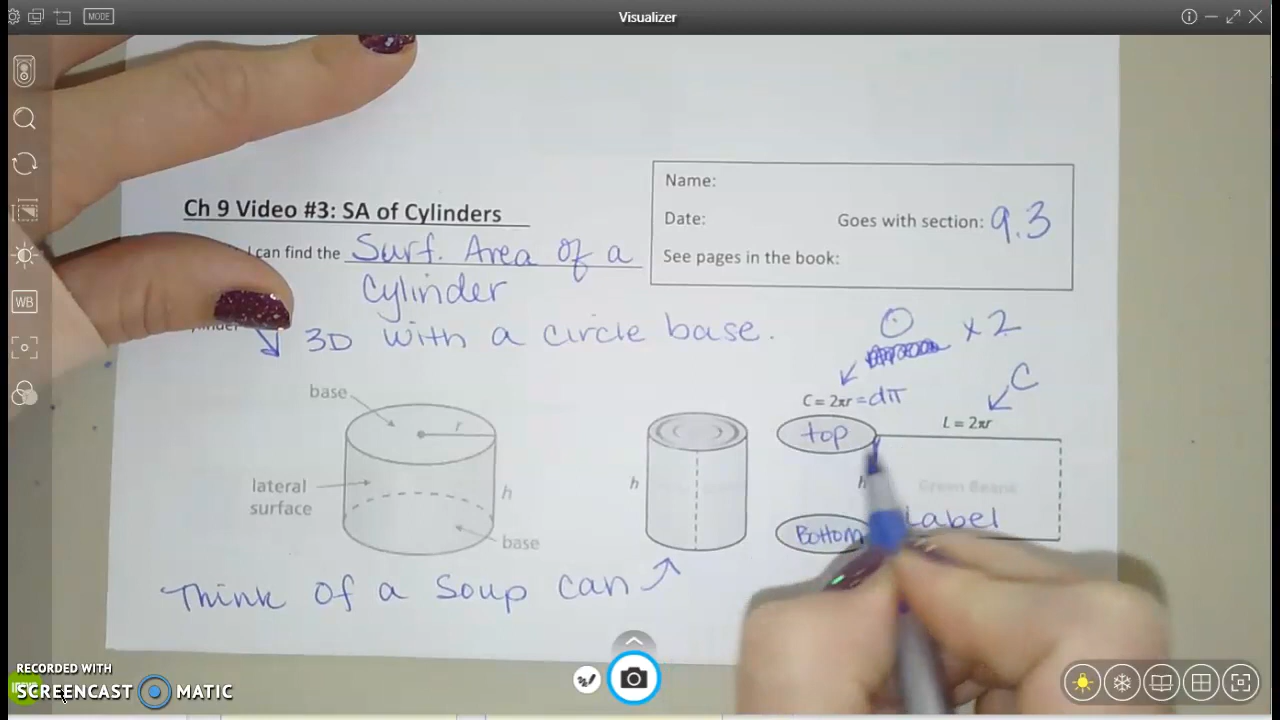 MODE
Visualizer
WB
Ch 9 Video #3: SA of Cylinders
Name:
Date:
Goes with section: 9.3
See pages in the book:
I can find the Surf. Area of a
Cylinder
3D with a circle base.
x 2
C = 2πr = dπ
C
L = 2πr
base
r
lateral
surface
h
base
h
top
h
Green Beans
Label
Bottom
Think of a Soup can
RECORDED WITH
SCREENCAST MATIC